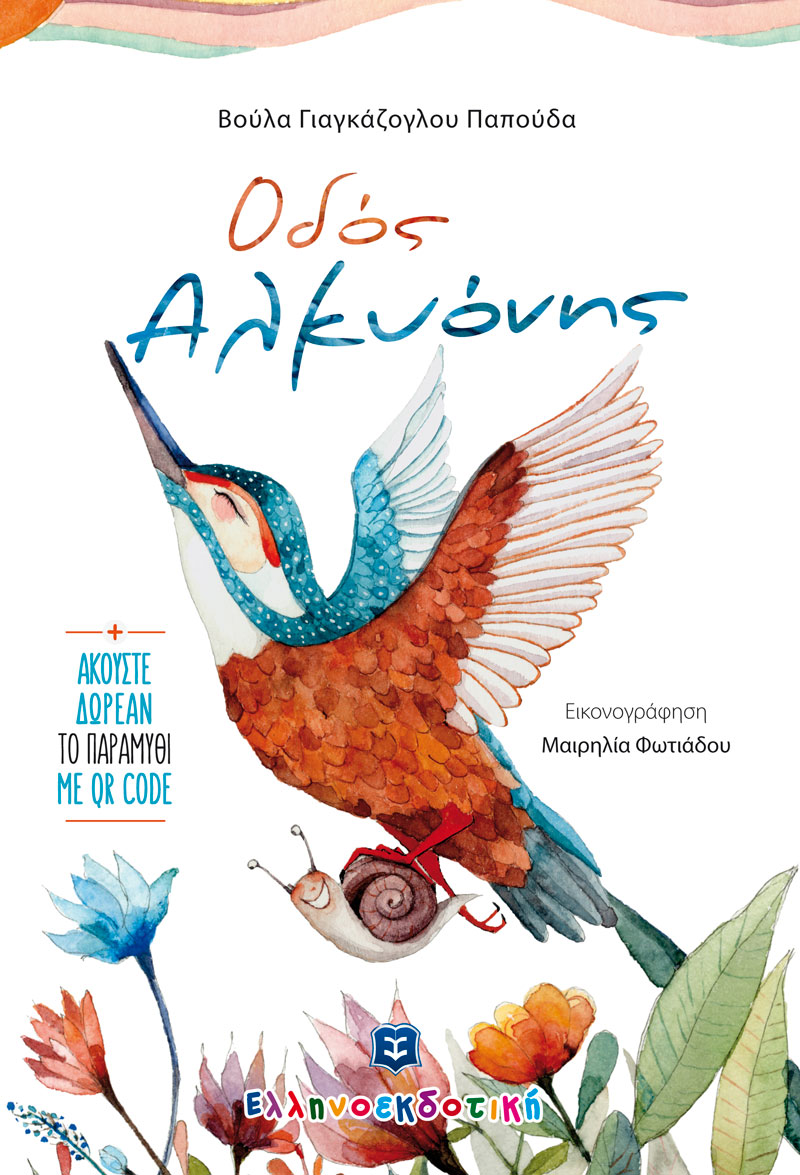 Βούλα Γιαγκάζογλου Παπούδα
Οδός
Αλκυόνης
+
ΑΚΟΥΣΤΕ
ΔΩΡΕΑΝ
ΤΟ ΠΑΡΑΜΥΘΙ
ΜΕ QR CODE
Εικονογράφηση
Μαιρηλία Φωτιάδου
Ελληνοεκδοτική